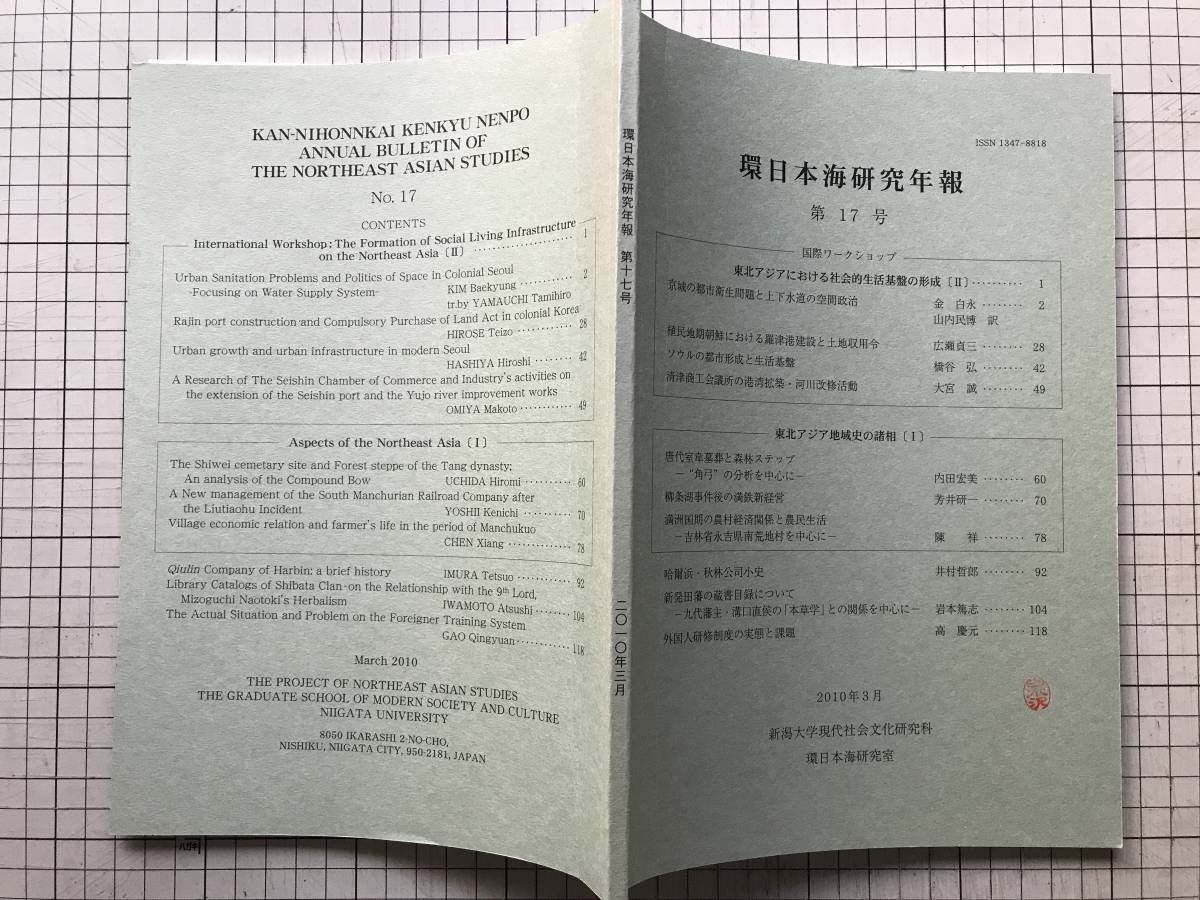 KAN-NIHONNKAI KENKYU NENPO
ANNUAL BULLETIN OF
THE NORTHEAST ASIAN STUDIES
No. 17
CONTENTS
International Workshop: The Formation of Social Living Infrastructure
on the Northeast Asia〔II〕 ······················ 1
Urban Sanitation Problems and Politics of Space in Colonial Seoul
-Focusing on Water Supply System- KIM Baekyung ············ 2
tr.by YAMAUCHI Tamihiro
Rajin port construction and Compulsory Purchase of Land Act in colonial Korea
HIROSE Teizo ············ 28
Urban growth and urban infrastructure in modern Seoul
HASHIYA Hiroshi ········ 42
A Research of The Seishin Chamber of Commerce and Industry's activities on
the extension of the Seishin port and the Yujo river improvement works
OMIYA Makoto ············ 49
Aspects of the Northeast Asia〔I〕
The Shiwei cemetary site and Forest steppe of the Tang dynasty:
An analysis of the Compound Bow UCHIDA Hiromi ·········· 60
A New management of the South Manchurian Railroad Company after
the Liutiaohu Incident YOSHII Kenichi ·········· 70
Village economic relation and farmer's life in the period of Manchukuo
CHEN Xiang ·············· 78
Qiulin Company of Harbin: a brief history IMURA Tetsuo ············ 92
Library Catalogs of Shibata Clan-on the Relationship with the 9th Lord,
Mizoguchi Naotoki's Herbalism IWAMOTO Atsushi ········ 104
The Actual Situation and Problem on the Foreigner Training System
GAO Qingyuan ············ 118
March 2010
THE PROJECT OF NORTHEAST ASIAN STUDIES
THE GRADUATE SCHOOL OF MODERN SOCIETY AND CULTURE
NIIGATA UNIVERSITY
8050 IKARASHI 2-NO-CHO,
NISHIKU, NIIGATA CITY, 950-2181, JAPAN
環日本海研究年報 第十七号 二〇一〇年三月
ISSN 1347-8818
環日本海研究年報
第 17 号
国際ワークショップ
東北アジアにおける社会的生活基盤の形成〔II〕 ·········· 1
京城の都市衛生問題と上下水道の空間政治 金 白永 ········ 2
山内民博 訳
植民地期朝鮮における羅津港建設と土地収用令 広瀬貞三 ········ 28
ソウルの都市形成と生活基盤 橋谷 弘 ········ 42
清津商工会議所の港湾拡築・河川改修活動 大宮 誠 ········ 49
東北アジア地域史の諸相〔I〕
唐代室韋墓葬と森林ステップ
―“角弓”の分析を中心に― 内田宏美 ········ 60
柳条湖事件後の満鉄新経営 芳井研一 ········ 70
満洲国期の農村経済関係と農民生活
―吉林省永吉県南荒地村を中心に― 陳 祥 ········ 78
哈爾浜・秋林公司小史 井村哲郎 ········ 92
新発田藩の蔵書目録について
―九代藩主・溝口直侯の「本草学」との関係を中心に― 岩本篤志 ········ 104
外国人研修制度の実態と課題 高 慶元 ········ 118
2010年3月
新潟大学現代社会文化研究科
環日本海研究室
ハガキ